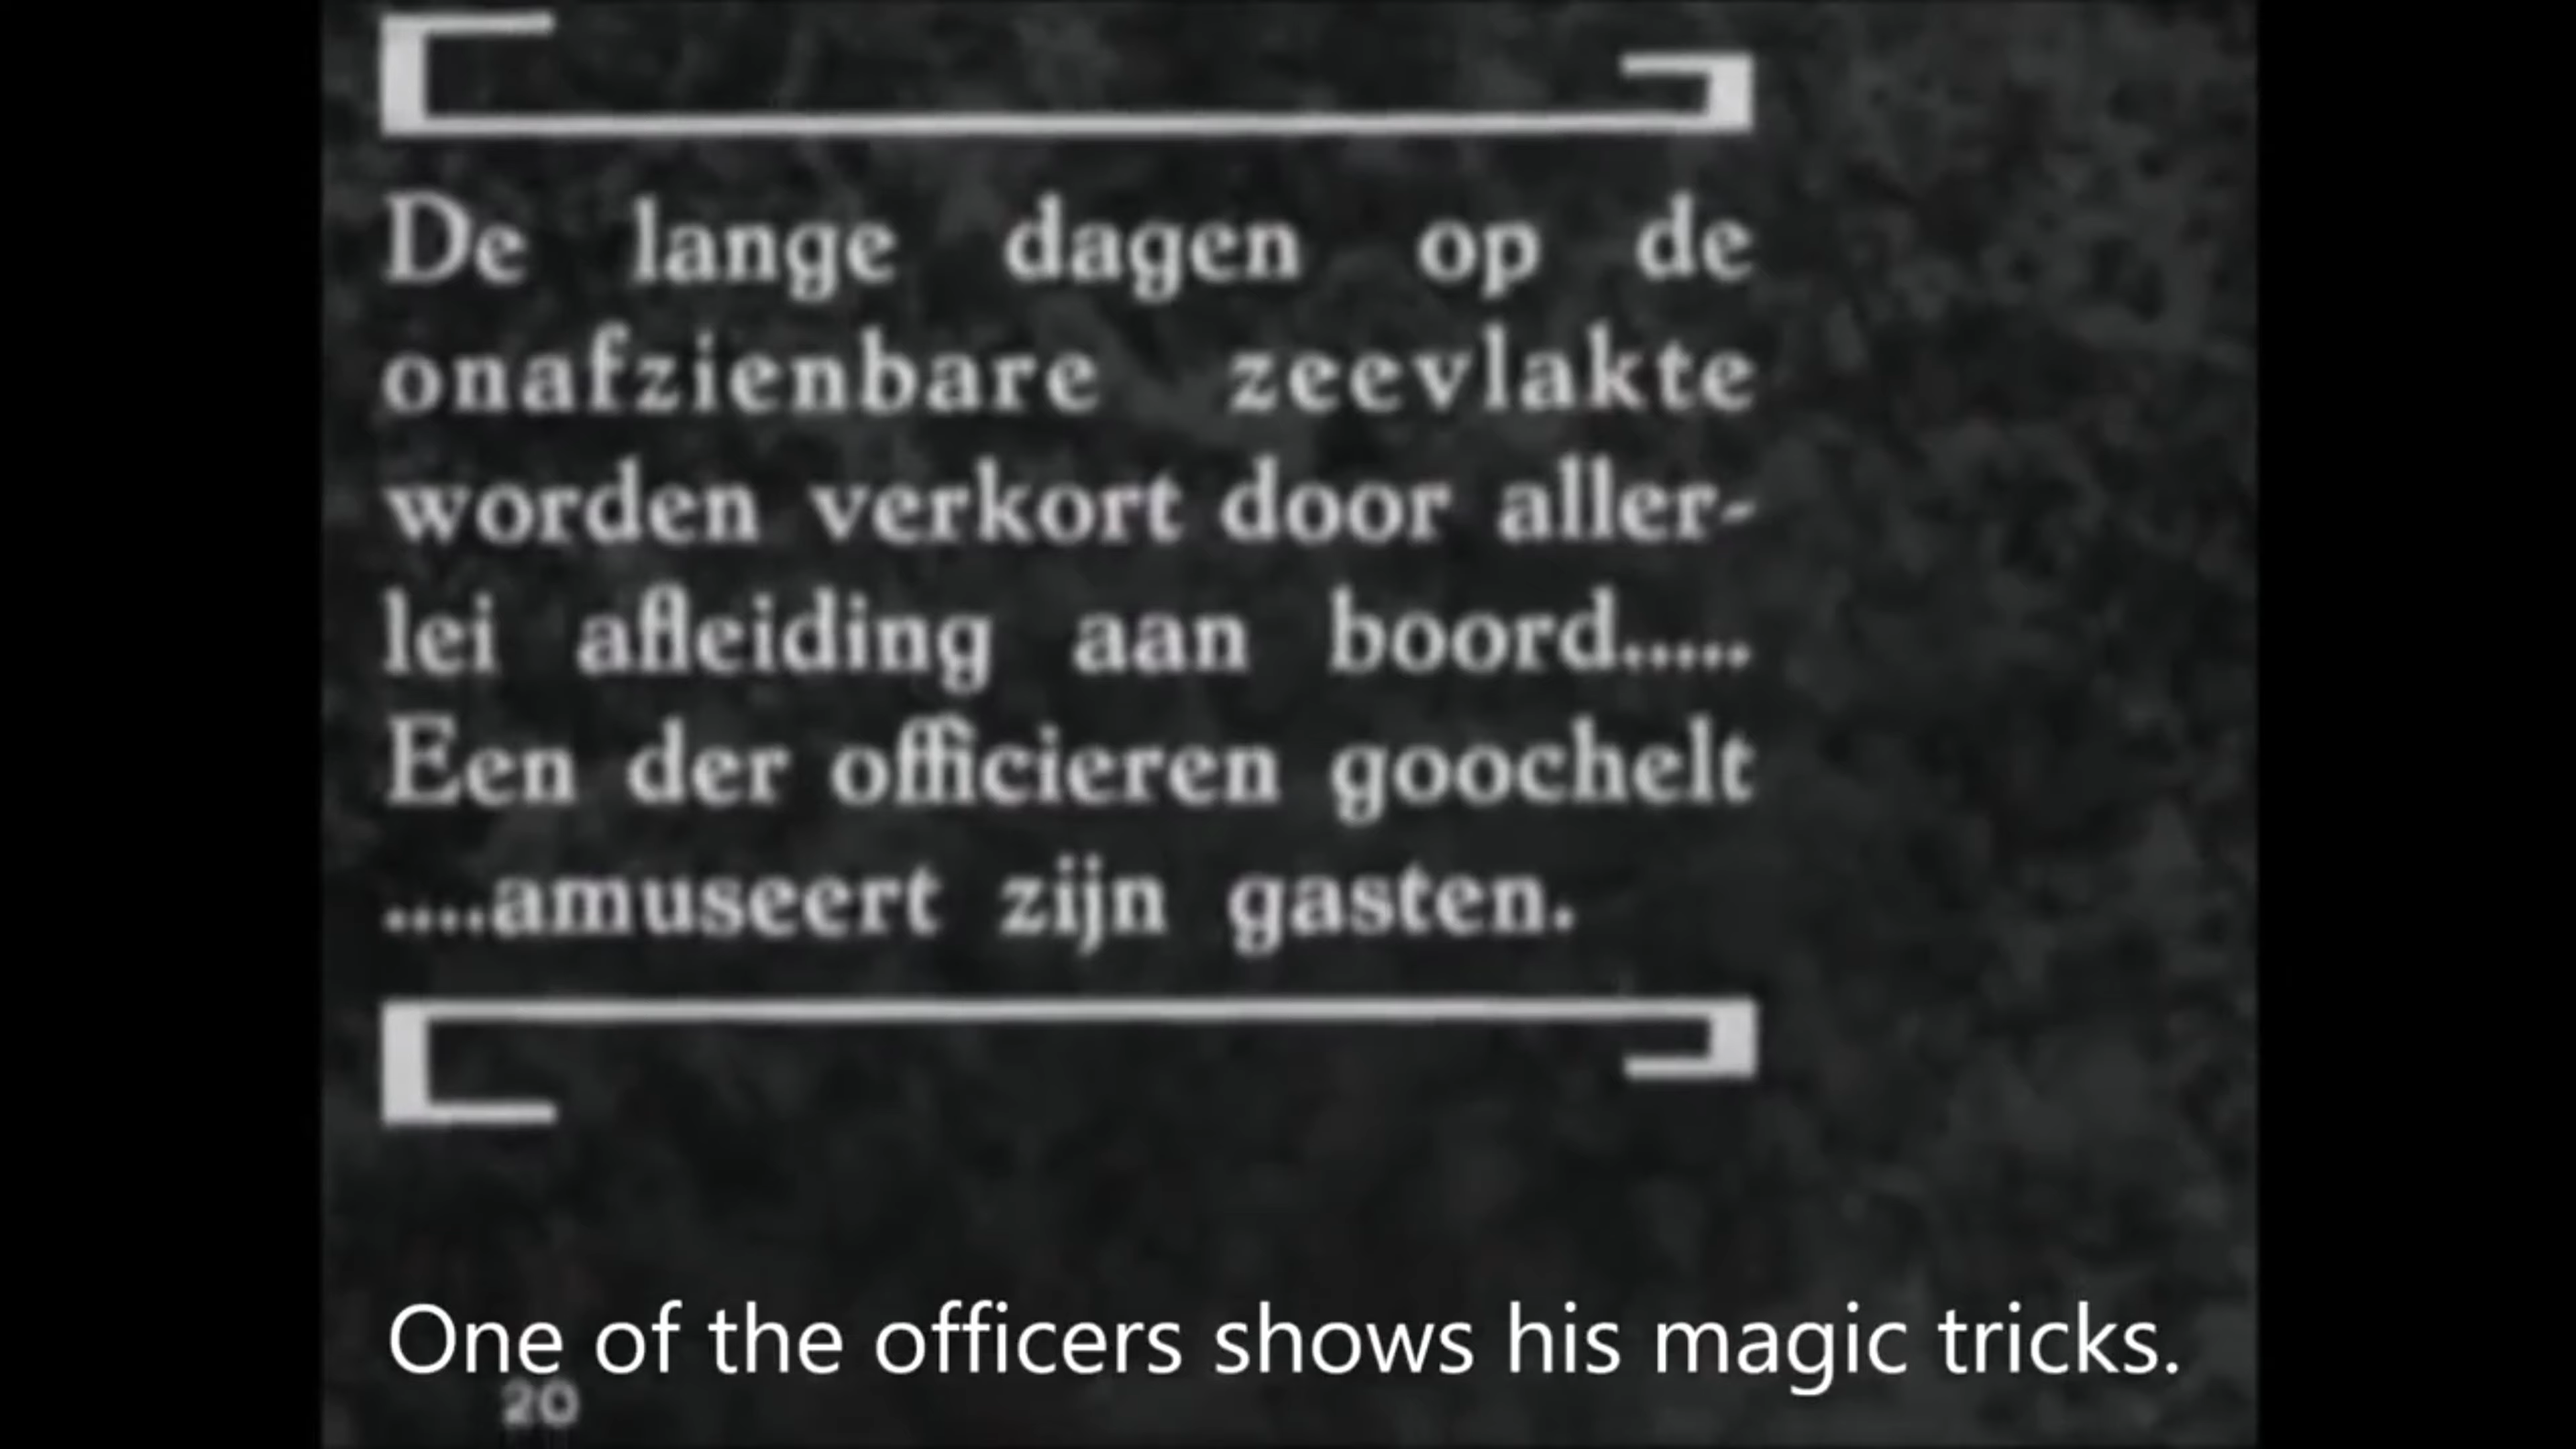 De lange dagen op de
onafzienbare zeevlakte
worden verkort door aller-
lei afleiding aan boord.....
Een der officieren goochelt
....amuseert zijn gasten.
One of the officers shows his magic tricks.
20